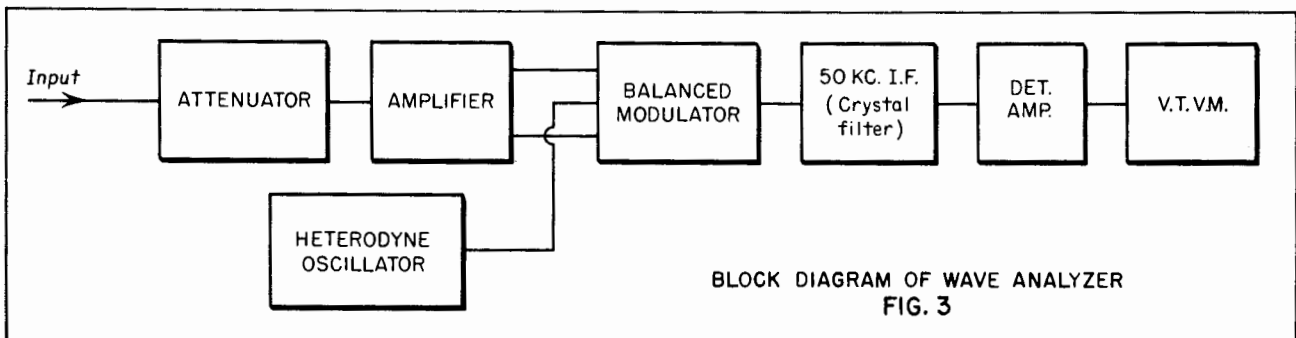 Input
ATTENUATOR
AMPLIFIER
BALANCED
MODULATOR
50 KC. I.F.
(Crystal
filter)
DET.
AMP.
V.T.V.M.
HETERODYNE
OSCILLATOR
BLOCK DIAGRAM OF WAVE ANALYZER
FIG. 3